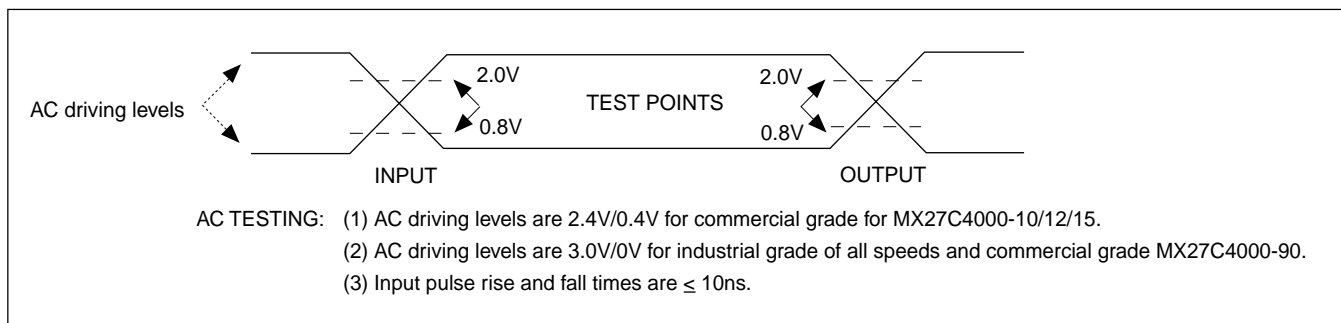 2.0V
2.0V
AC driving levels
TEST POINTS
0.8V
0.8V
INPUT
OUTPUT
AC TESTING: (1) AC driving levels are 2.4V/0.4V for commercial grade for MX27C4000-10/12/15.
(2) AC driving levels are 3.0V/0V for industrial grade of all speeds and commercial grade MX27C4000-90.
(3) Input pulse rise and fall times are ≤ 10ns.